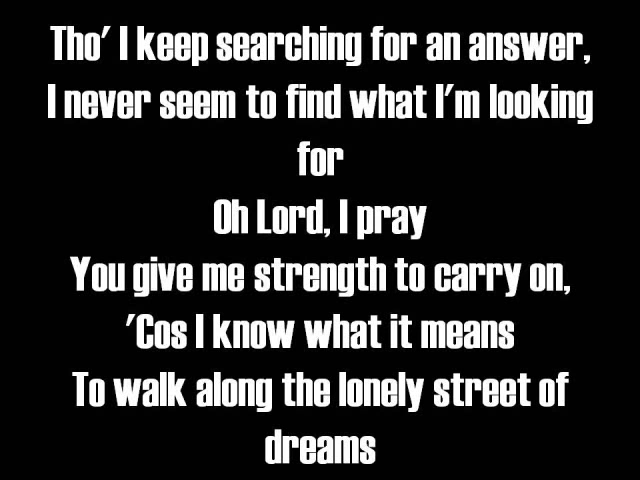 Tho' I keep searching for an answer,
I never seem to find what I'm looking
for
Oh Lord, I pray
You give me strength to carry on,
'Cos I know what it means
To walk along the lonely street of
dreams